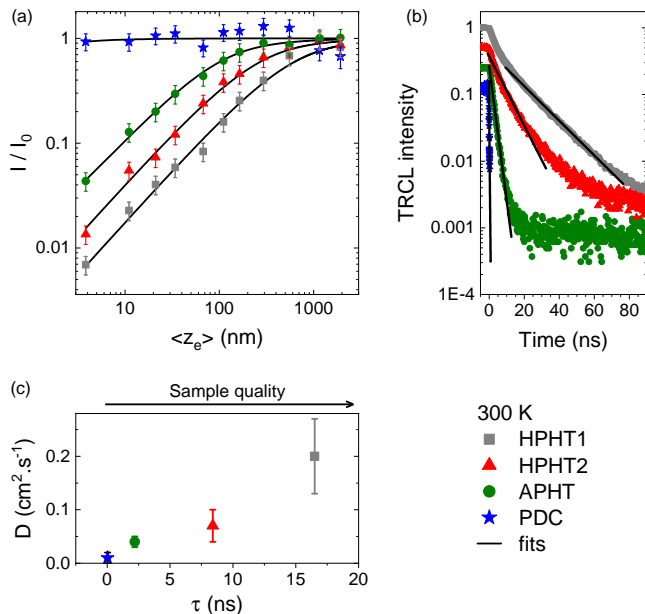 (a)
1
0.1
0.01
I / I₀
10
100
1000
<zₑ> (nm)
(b)
1
0.1
0.01
0.001
1E-4
TRCL intensity
0
20
40
60
80
Time (ns)
(c)
Sample quality
0.2
0.1
0.0
D (cm².s⁻¹)
0
5
10
15
20
τ (ns)
300 K
HPHT1
HPHT2
APHT
PDC
fits